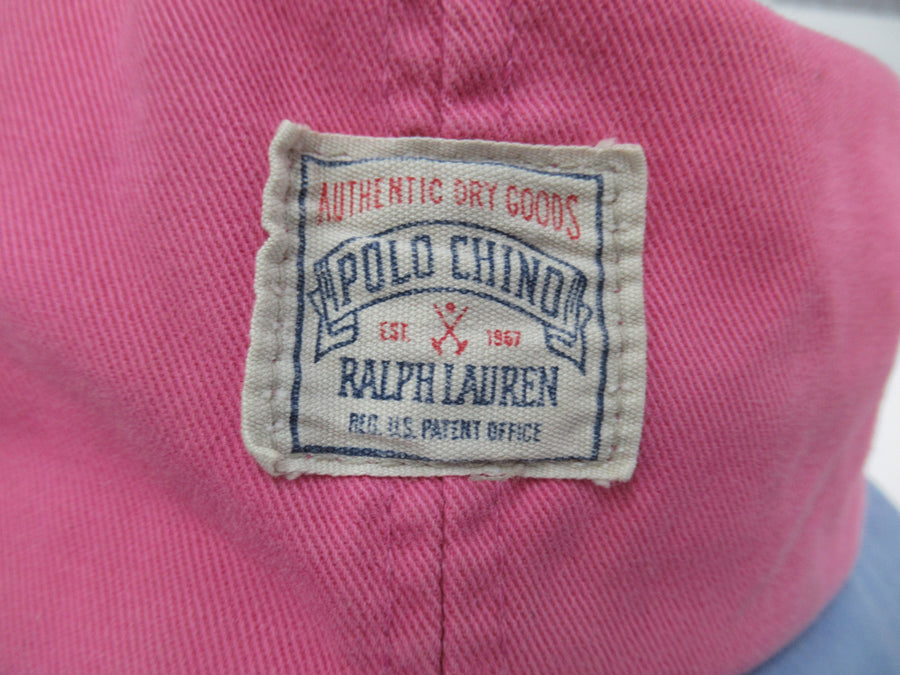 AUTHENTIC DRY GOODS
POLO CHINO
EST. 1967
RALPH LAUREN
REG. U.S. PATENT OFFICE